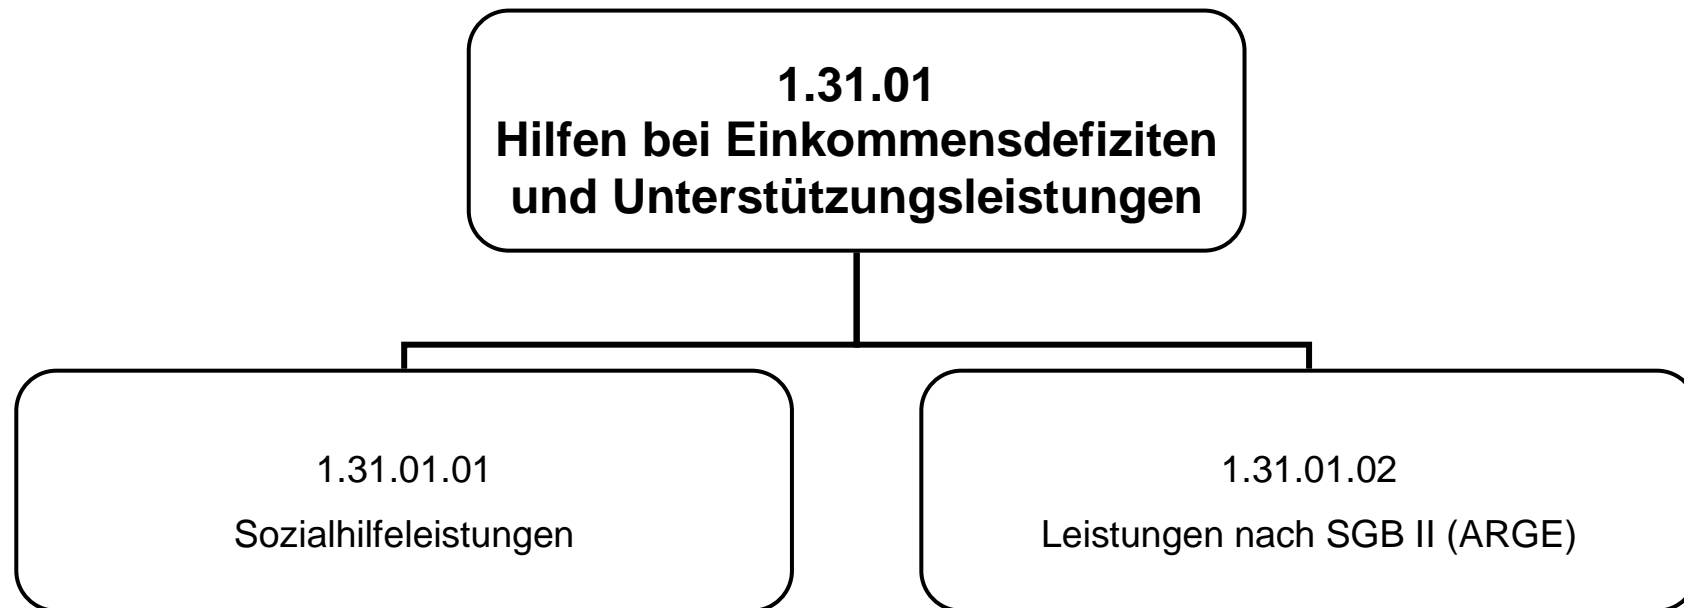 1.31.01
Hilfen bei Einkommensdefiziten
und Unterstützungsleistungen
1.31.01.01
Sozialhilfeleistungen
1.31.01.02
Leistungen nach SGB II (ARGE)